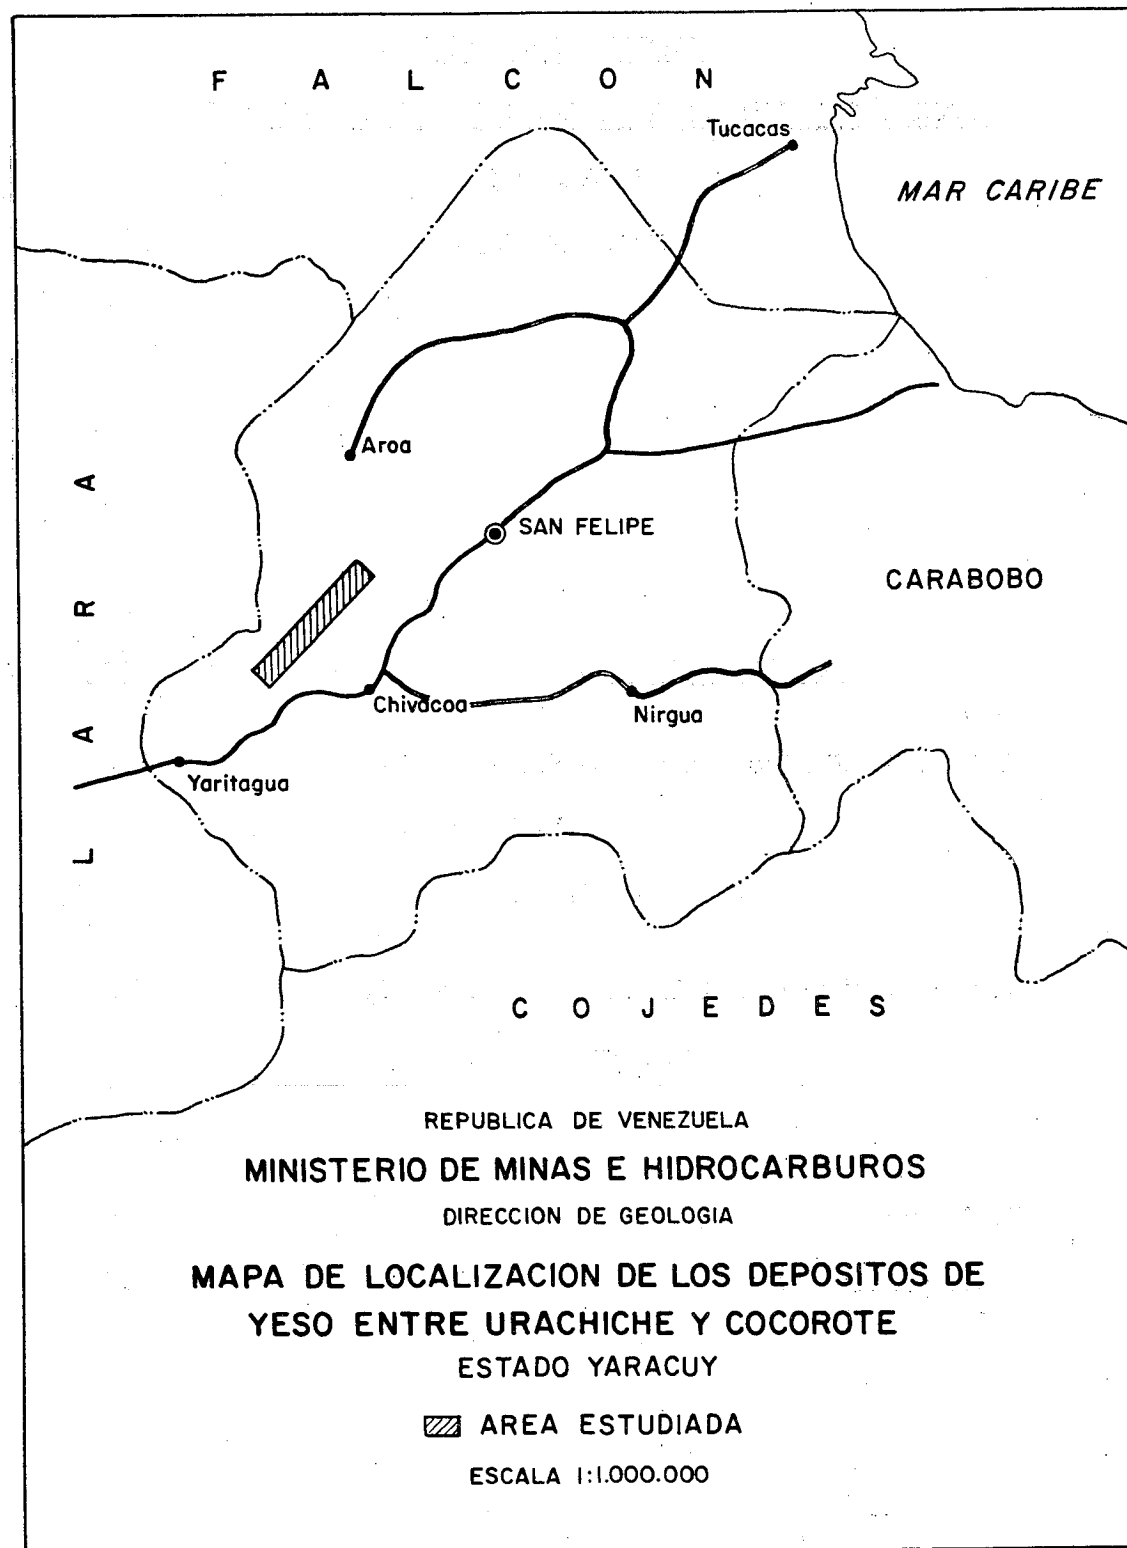 F A L C O N
Tucacas
MAR CARIBE
Aroa
L A R A
SAN FELIPE
CARABOBO
Chivacoa
Nirgua
Yaritagua
C O J E D E S
REPUBLICA DE VENEZUELA
MINISTERIO DE MINAS E HIDROCARBUROS
DIRECCION DE GEOLOGIA
MAPA DE LOCALIZACION DE LOS DEPOSITOS DE
YESO ENTRE URACHICHE Y COCOROTE
ESTADO YARACUY
AREA ESTUDIADA
ESCALA 1:1.000.000